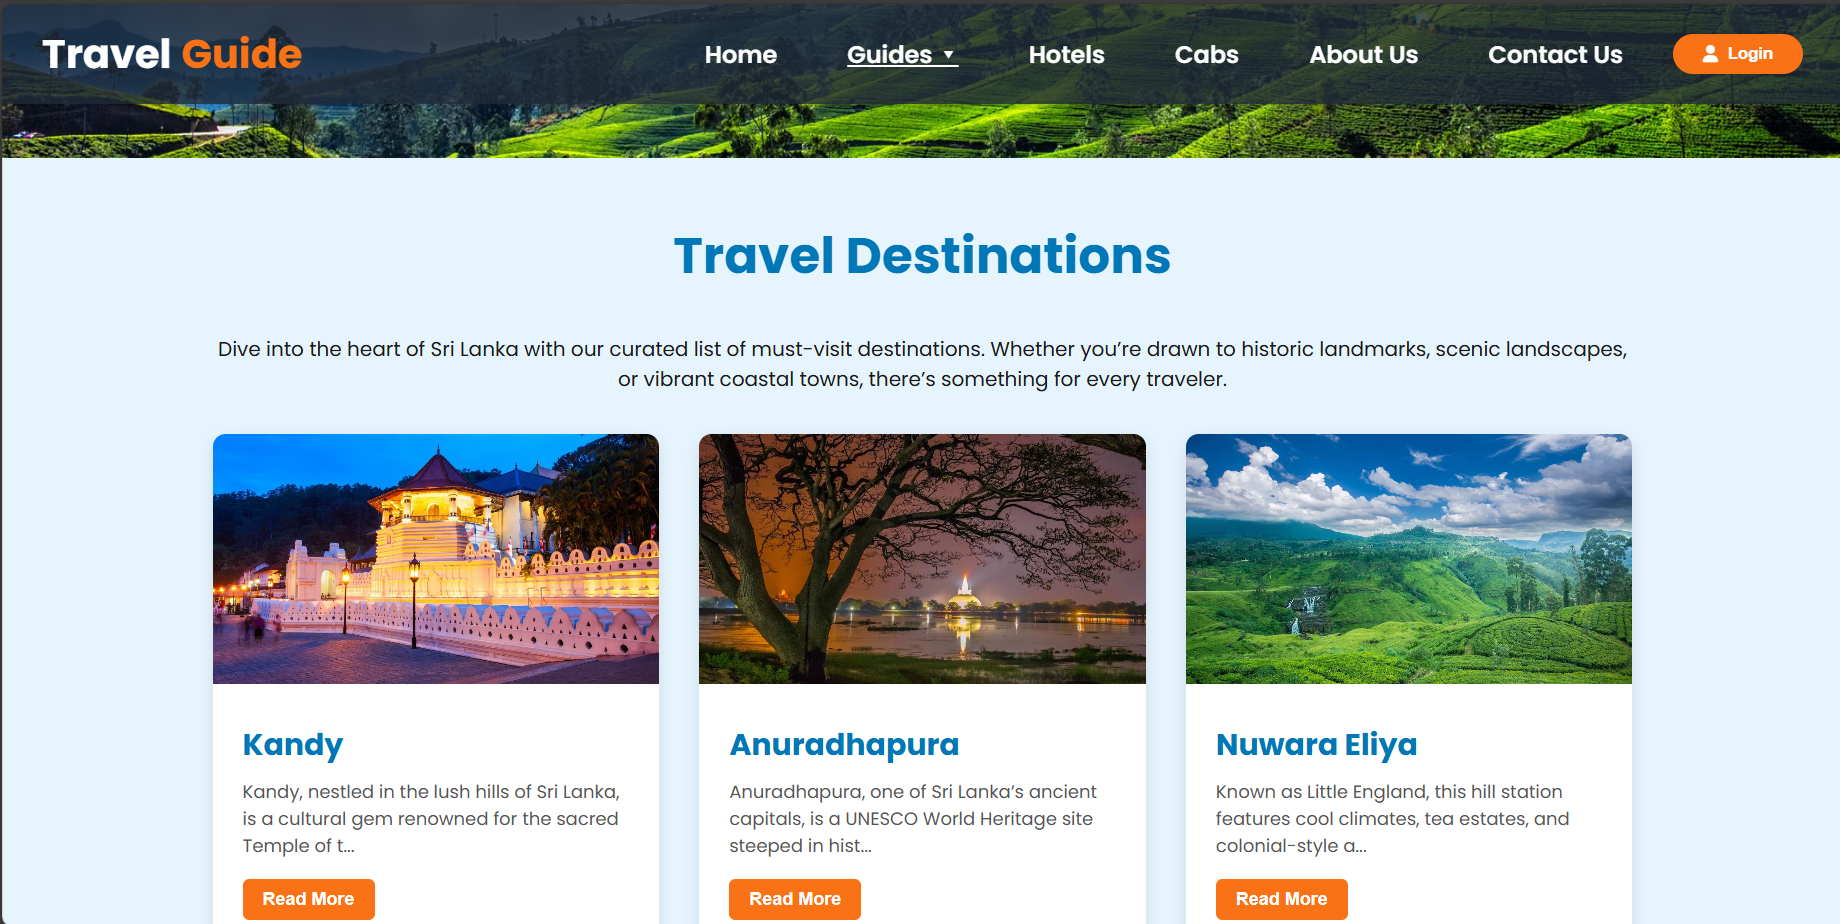 Travel Guide
Home
Guides ▼
Hotels
Cabs
About Us
Contact Us
Login
Travel Destinations
Dive into the heart of Sri Lanka with our curated list of must-visit destinations. Whether you’re drawn to historic landmarks, scenic landscapes,
or vibrant coastal towns, there’s something for every traveler.
Kandy
Kandy, nestled in the lush hills of Sri Lanka,
is a cultural gem renowned for the sacred
Temple of t...
Read More
Anuradhapura
Anuradhapura, one of Sri Lanka’s ancient
capitals, is a UNESCO World Heritage site
steeped in hist...
Read More
Nuwara Eliya
Known as Little England, this hill station
features cool climates, tea estates, and
colonial-style a...
Read More